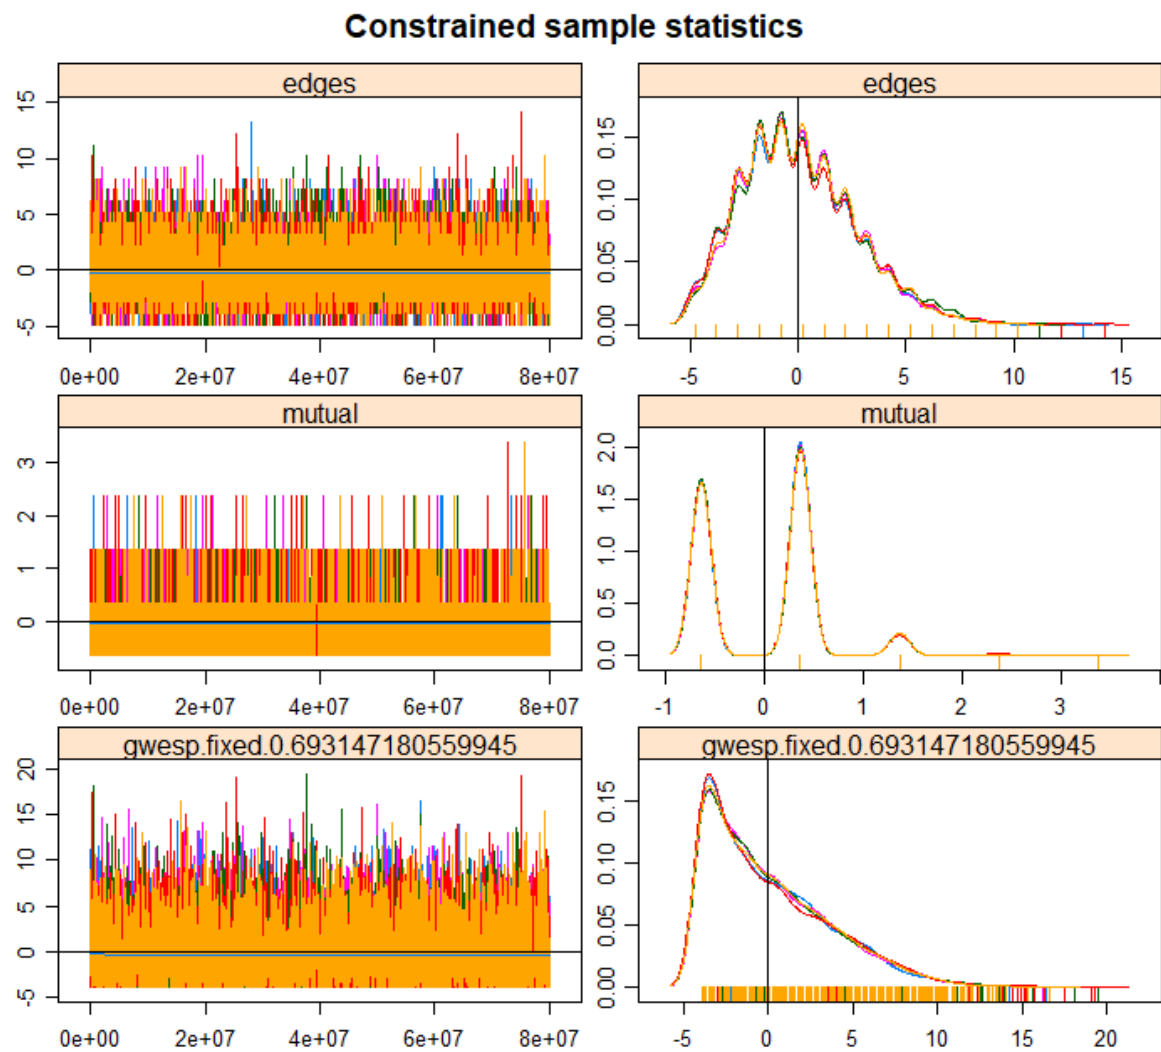 Constrained sample statistics
edges
edges
15
10
5
0
-5
0e+00 2e+07 4e+07 6e+07 8e+07
0.15
0.10
0.05
0.00
-5 0 5 10 15
mutual
mutual
3
2
1
0
0e+00 2e+07 4e+07 6e+07 8e+07
2.0
1.5
1.0
0.5
0.0
-1 0 1 2 3
gwesp.fixed.0.693147180559945
gwesp.fixed.0.693147180559945
20
15
10
5
0
-5
0e+00 2e+07 4e+07 6e+07 8e+07
0.15
0.10
0.05
0.00
-5 0 5 10 15 20